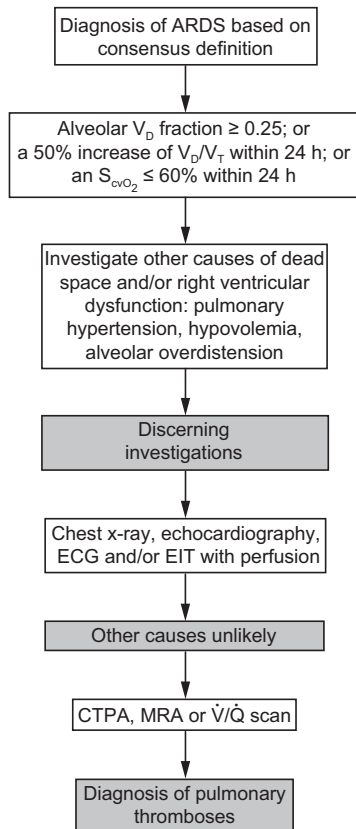 Diagnosis of ARDS based on
consensus definition
Alveolar V_D fraction ≥ 0.25; or
a 50% increase of V_D/V_T within 24 h; or
an S_cvO₂ ≤ 60% within 24 h
Investigate other causes of dead
space and/or right ventricular
dysfunction: pulmonary
hypertension, hypovolemia,
alveolar overdistension
Discerning
investigations
Chest x-ray, echocardiography,
ECG and/or EIT with perfusion
Other causes unlikely
CTPA, MRA or V̇/Q̇ scan
Diagnosis of pulmonary
thromboses